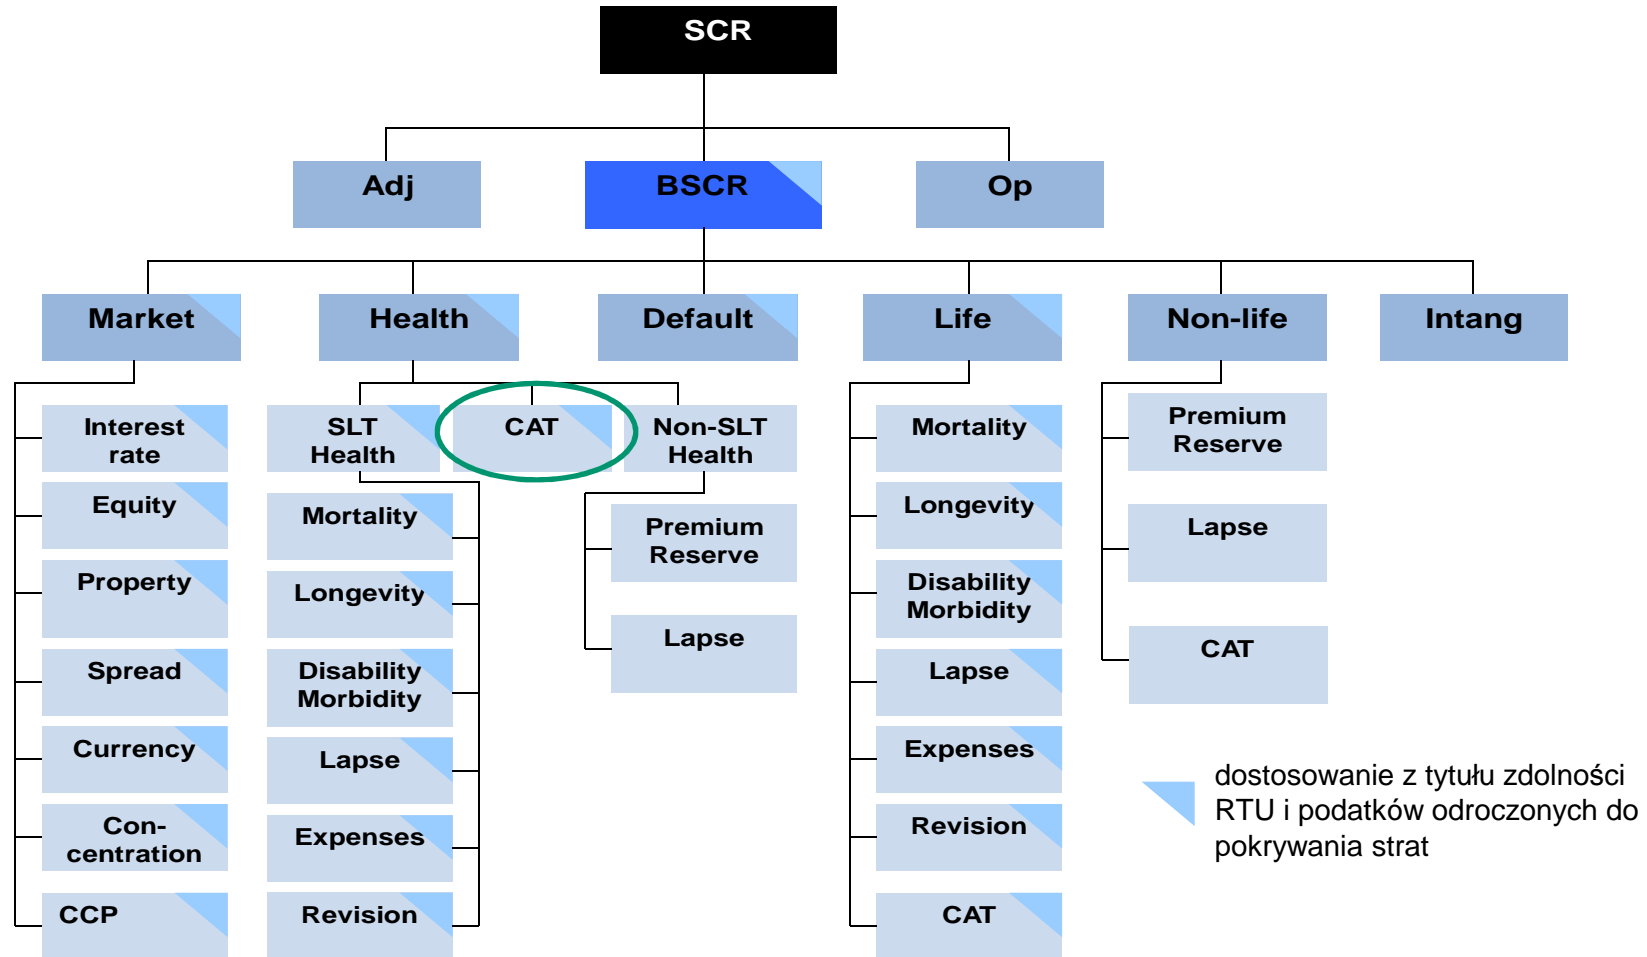 SCR
Adj
BSCR
Op
Market
Health
Default
Life
Non-life
Intang
Interest
rate
Equity
Property
Spread
Currency
Con-
centration
CCP
SLT
Health
Mortality
Longevity
Disability
Morbidity
Lapse
Expenses
Revision
CAT
Non-SLT
Health
Premium
Reserve
Lapse
Mortality
Longevity
Disability
Morbidity
Lapse
Expenses
Revision
CAT
Premium
Reserve
Lapse
CAT
dostosowanie z tytułu zdolności
RTU i podatków odroczonych do
pokrywania strat